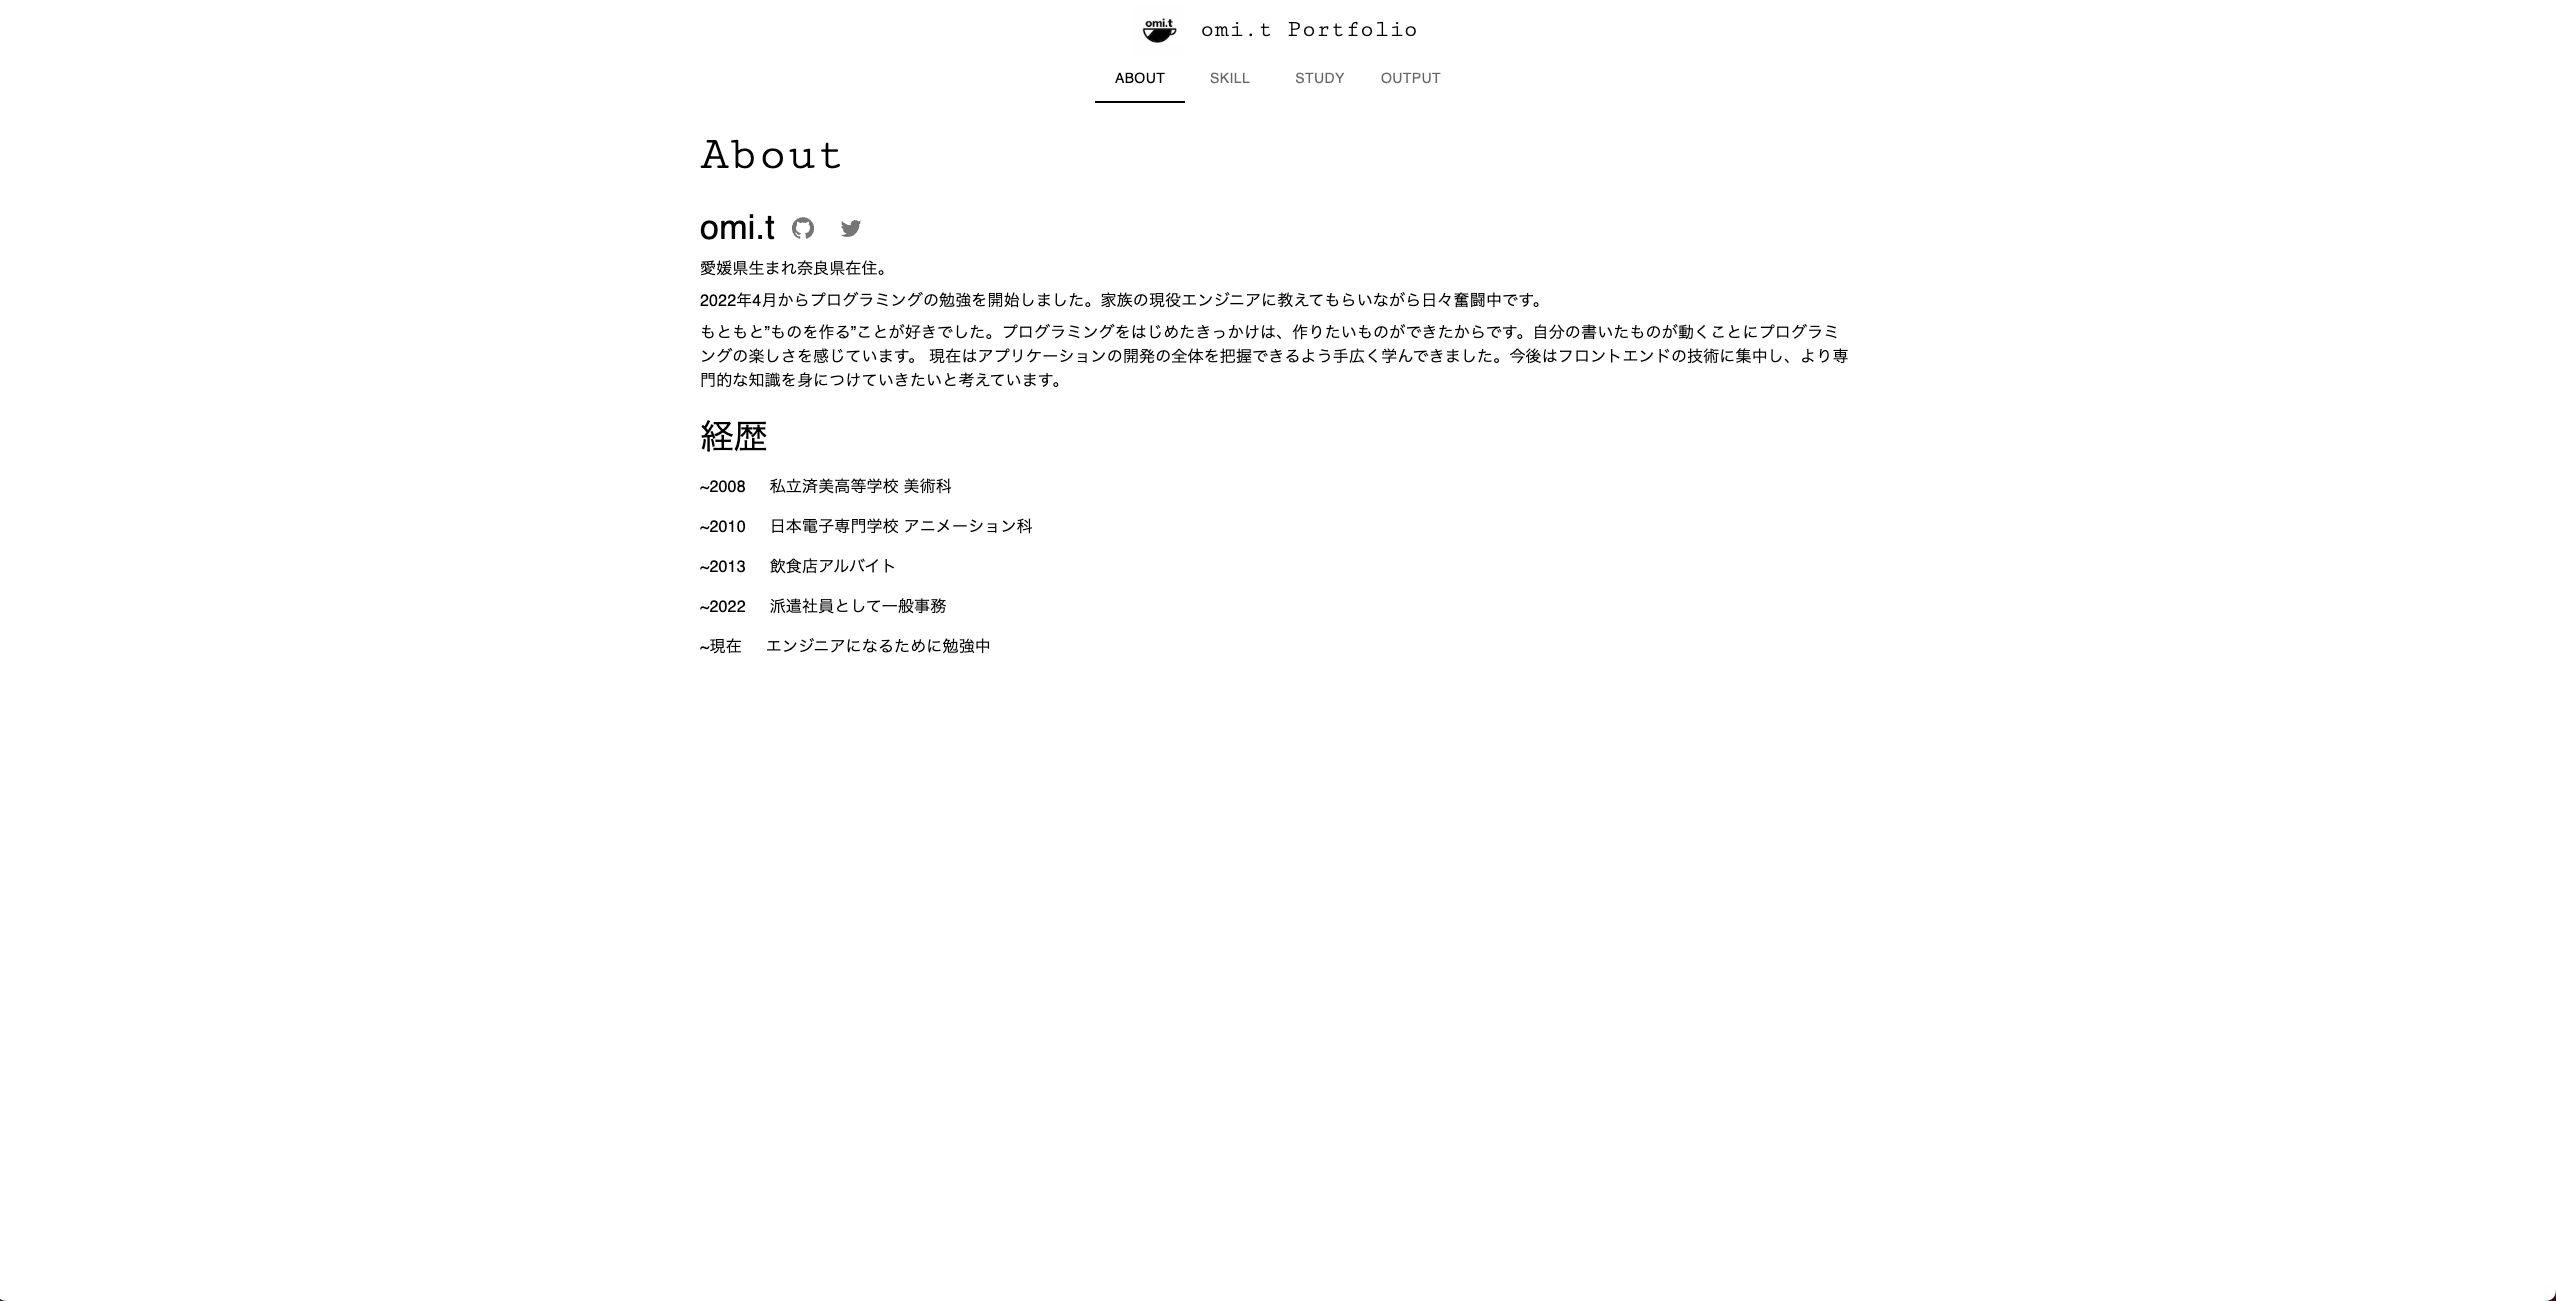 omi.t
omi.t Portfolio
ABOUT SKILL STUDY OUTPUT
About
omi.t
愛媛県生まれ奈良県在住。
2022年4月からプログラミングの勉強を開始しました。家族の現役エンジニアに教えてもらいながら日々奮闘中です。
もともと”ものを作る”ことが好きでした。プログラミングをはじめたきっかけは、作りたいものができたからです。自分の書いたものが動くことにプログラミ
ングの楽しさを感じています。 現在はアプリケーションの開発の全体を把握できるよう手広く学んできました。今後はフロントエンドの技術に集中し、より専
門的な知識を身につけていきたいと考えています。
経歴
~2008 私立済美高等学校 美術科
~2010 日本電子専門学校 アニメーション科
~2013 飲食店アルバイト
~2022 派遣社員として一般事務
~現在 エンジニアになるために勉強中